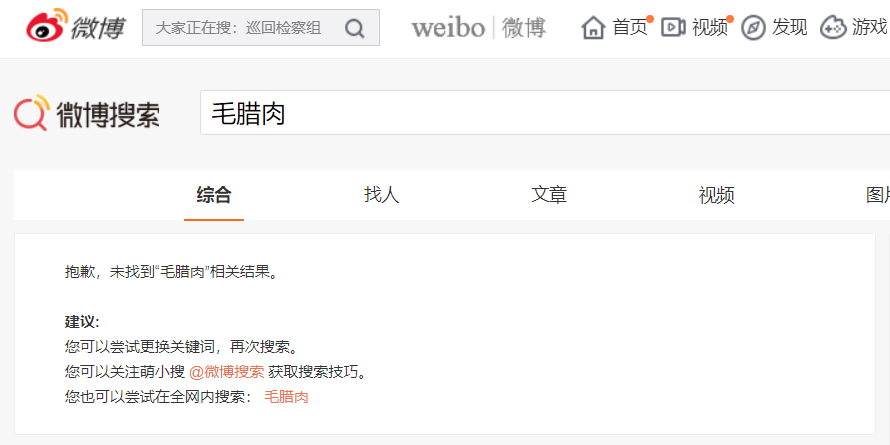 微博 大家正在搜：巡回检察组 weibo 微博 首页 视频 发现 游戏
微博搜索 毛腊肉
综合 找人 文章 视频 图片
抱歉，未找到“毛腊肉”相关结果。
建议：
您可以尝试更换关键词，再次搜索。
您可以关注萌小搜 @微博搜索 获取搜索技巧。
您也可以尝试在全网内搜索： 毛腊肉